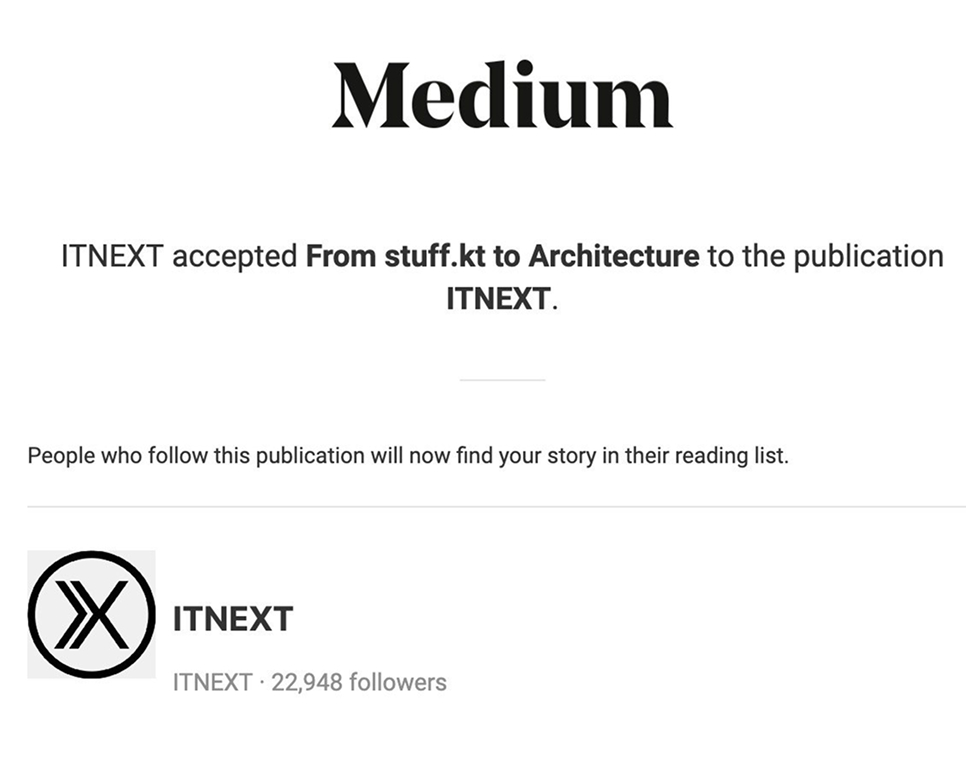 Medium
ITNEXT accepted From stuff.kt to Architecture to the publication
ITNEXT.
People who follow this publication will now find your story in their reading list.
ITNEXT
ITNEXT · 22,948 followers